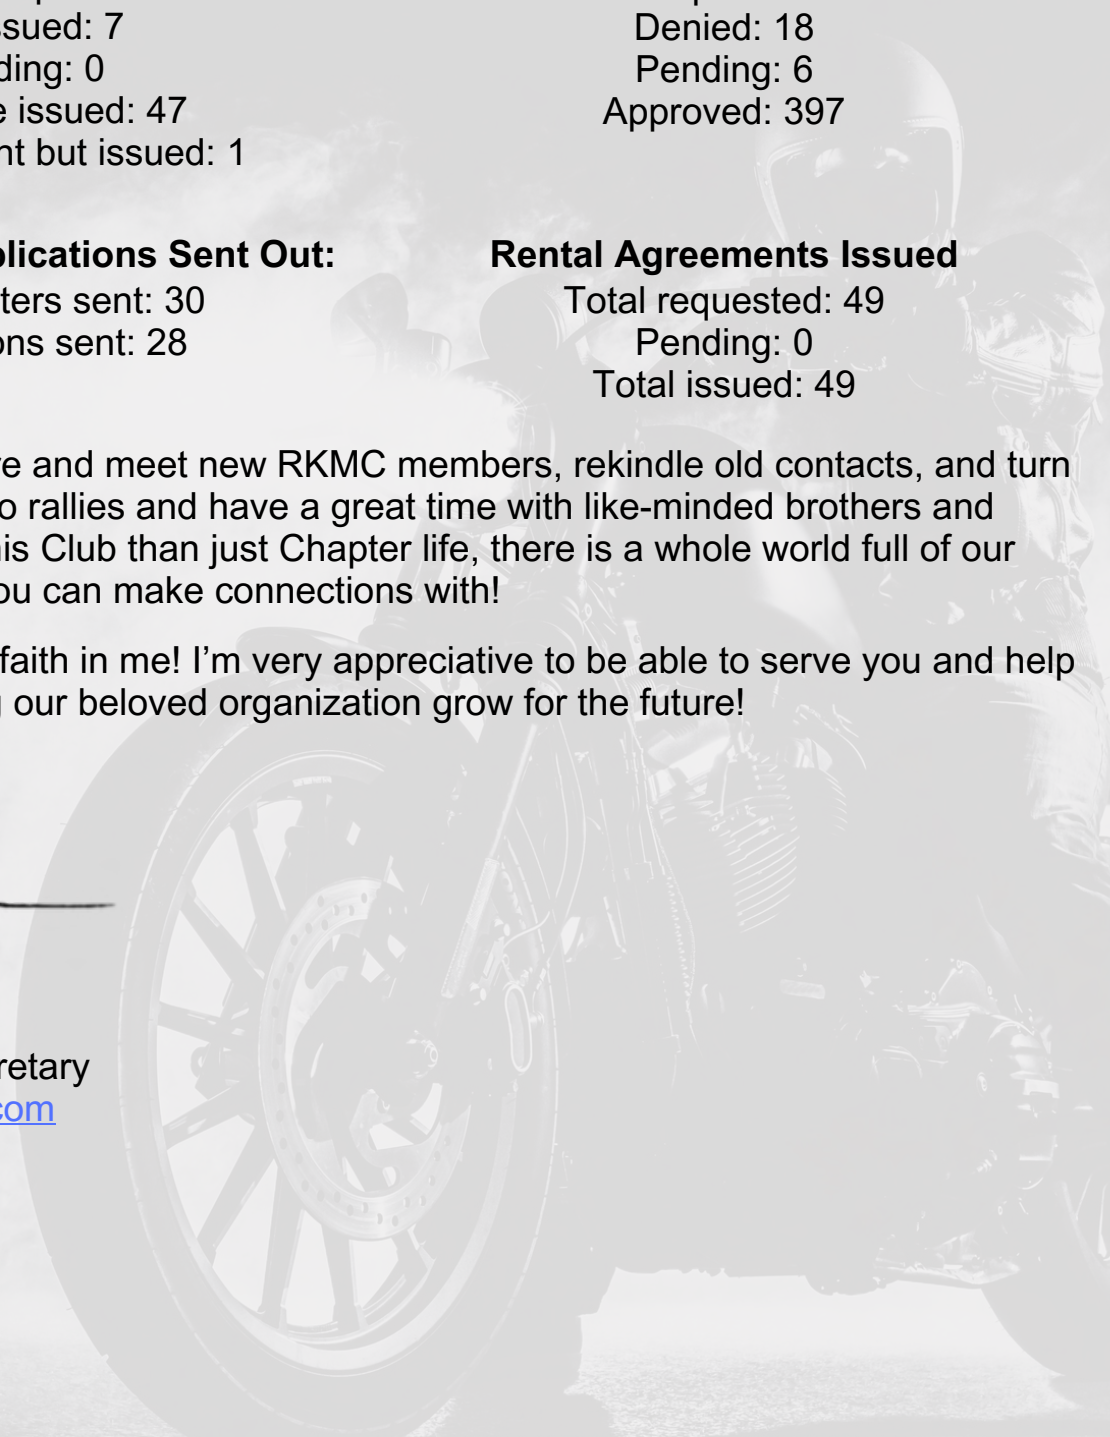 ssued: 7
ding: 0
e issued: 47
nt but issued: 1
Denied: 18
Pending: 6
Approved: 397
plications Sent Out:
ters sent: 30
ons sent: 28
Rental Agreements Issued
Total requested: 49
Pending: 0
Total issued: 49
ve and meet new RKMC members, rekindle old contacts, and turn
o rallies and have a great time with like-minded brothers and
his Club than just Chapter life, there is a whole world full of our
ou can make connections with!
faith in me! I’m very appreciative to be able to serve you and help
g our beloved organization grow for the future!
retary
com